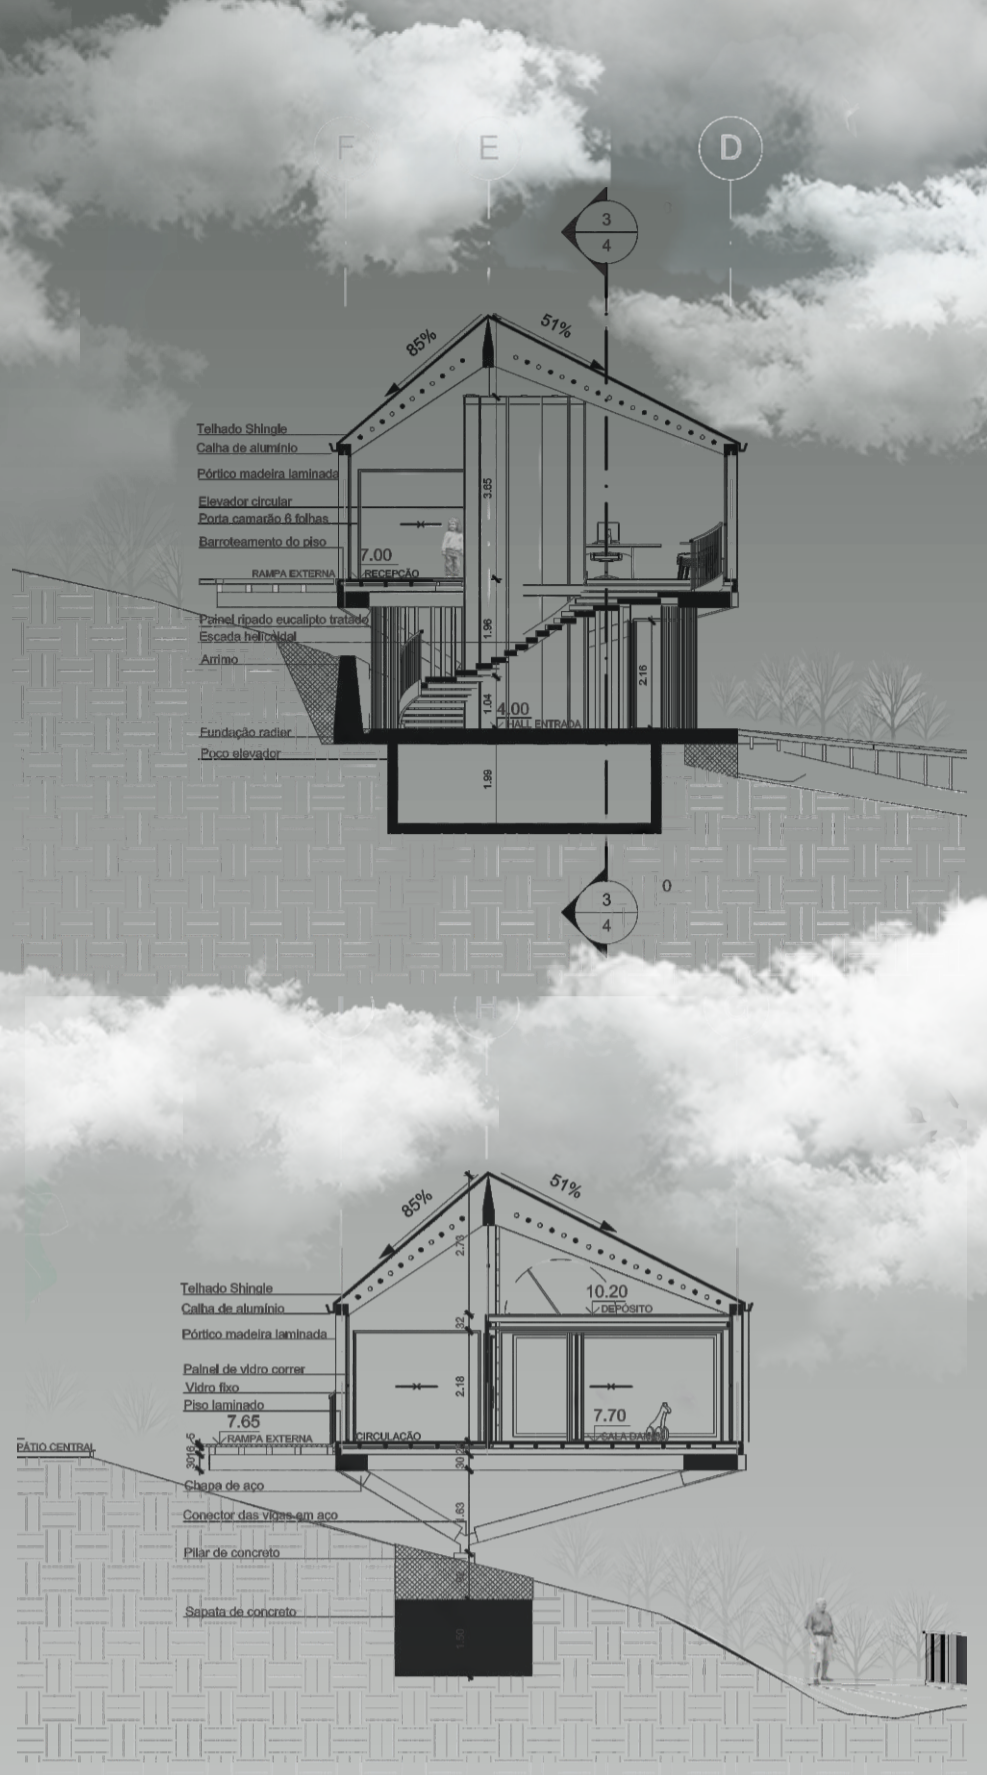 F
E
D
3
4
85%
51%
Telhado Shingle
Calha de alumínio
Pórtico madeira laminada
Elevador circular
Porta camarão 6 folhas
Barroteamento do piso
3.65
7.00
RECEPÇÃO
RAMPA EXTERNA
Painel ripado eucalipto tratado
Escada helicoidal
1.96
Arrimo
2.16
1.04
4.00
HALL ENTRADA
Fundação radier
Poço elevador
1.99
3
4
0
H
85%
51%
2.73
Telhado Shingle
10.20
DEPÓSITO
Calha de alumínio
32
Pórtico madeira laminada
Painel de vidro correr
2.18
Vidro fixo
Piso laminado
7.65
7.70
RAMPA EXTERNA
CIRCULAÇÃO
PÁTIO CENTRAL
30
Chapa de aço
Conector das vigas em aço
Pilar de concreto
Sapata de concreto
1.50